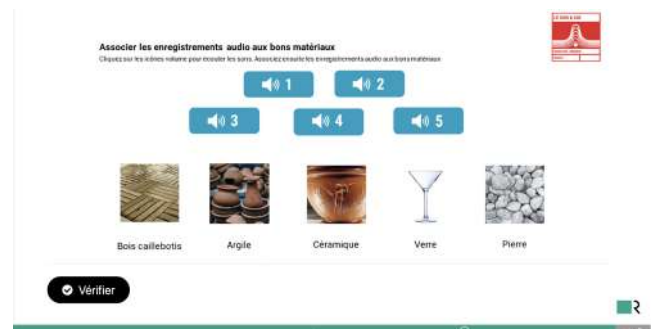 Associer les enregistrements audio aux bons matériaux
Cliquez sur les icônes volume pour écouter les sons. Associez ensuite les enregistrements audio aux bons matériaux
1
2
3
4
5
Bois caillebotis
Argile
Céramique
Verre
Pierre
Vérifier
R